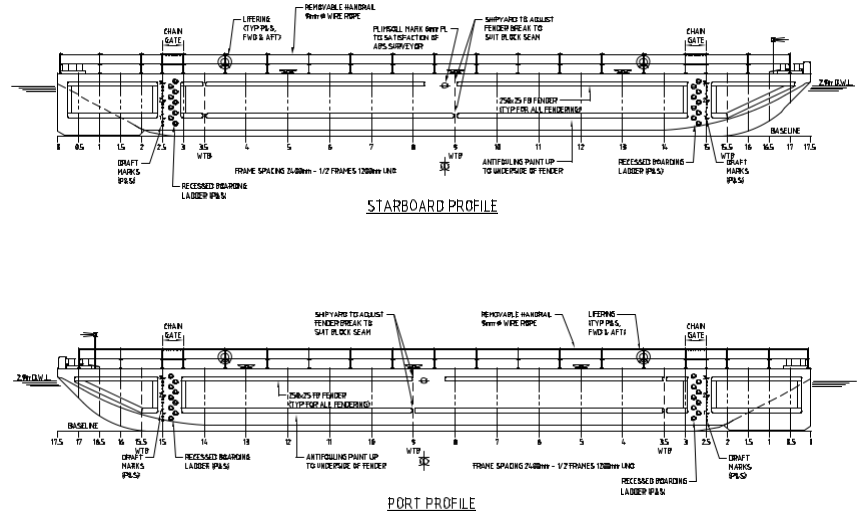 CHAIN
GATE
LIFERING
(TYP P&S,
FWD & AFT)
REMOVABLE HANDRAIL
9mm Ø WIRE ROPE
PLIMSOLL MARK 6mm PL
TO SATISFACTION OF
ABS SURVEYOR
SHIPYARD TO ADJUST
FENDER BREAK TO
SUIT BLOCK SEAM
CHAIN
GATE
2.9m D.W.L.
250x25 FB FENDER
(TYP FOR ALL FENDERING)
BASELINE
0 0.5 1 1.5 2 2.5 3 3.5 4 5 6 7 8 9 10 11 12 13 14 15 15.5 16 16.5 17 17.5
WTB
WTB
WTB
DRAFT
MARKS
(P&S)
RECESSED BOARDING
LADDER (P&S)
FRAME SPACING 2400mm - 1/2 FRAMES 1200mm UNO
ANTIFOULING PAINT UP
TO UNDERSIDE OF FENDER
RECESSED BOARDING
LADDER (P&S)
DRAFT
MARKS
(P&S)
STARBOARD PROFILE
CHAIN
GATE
SHIPYARD TO ADJUST
FENDER BREAK TO
SUIT BLOCK SEAM
REMOVABLE HANDRAIL
9mm Ø WIRE ROPE
LIFERING
(TYP P&S,
FWD & AFT)
CHAIN
GATE
2.9m D.W.L.
250x25 FB FENDER
(TYP FOR ALL FENDERING)
BASELINE
17.5 17 16.5 16 15.5 15 14 13 12 11 10 9 8 7 6 5 4 3.5 3 2.5 2 1.5 1 0.5 0
WTB
WTB
WTB
DRAFT
MARKS
(P&S)
RECESSED BOARDING
LADDER (P&S)
ANTIFOULING PAINT UP
TO UNDERSIDE OF FENDER
FRAME SPACING 2400mm - 1/2 FRAMES 1200mm UNO
RECESSED BOARDING
LADDER (P&S)
DRAFT
MARKS
(P&S)
PORT PROFILE